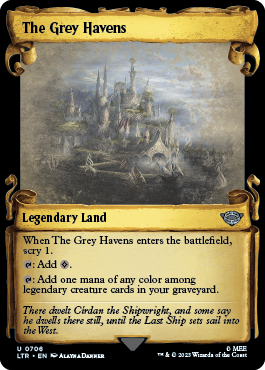 The Grey Havens
Legendary Land
When The Grey Havens enters the battlefield,
scry 1.
: Add .
: Add one mana of any color among
legendary creature cards in your graveyard.
There dwelt Círdan the Shipwright, and some say
he dwells there still, until the Last Ship sets sail into
the West.
U 0706
LTR • EN Alayna Danner
© MEE
™ & © 2023 Wizards of the Coast